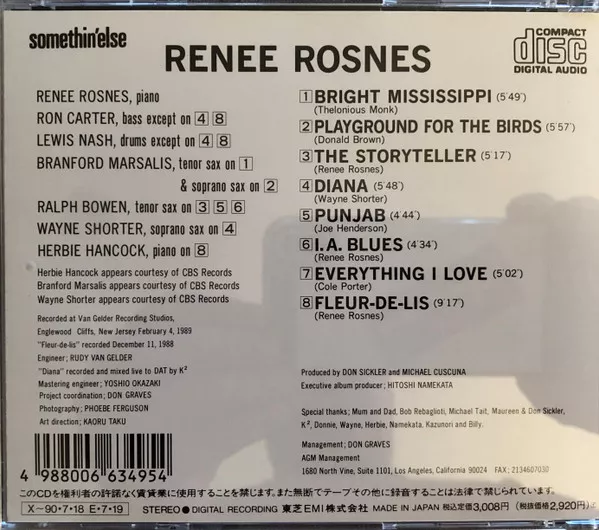 somethin'else
RENEE ROSNES
COMPACT
disc
DIGITAL AUDIO
RENEE ROSNES, piano
RON CARTER, bass except on 4 8
LEWIS NASH, drums except on 4 8
BRANFORD MARSALIS, tenor sax on 1
& soprano sax on 2
RALPH BOWEN, tenor sax on 3 5 6
WAYNE SHORTER, soprano sax on 4
HERBIE HANCOCK, piano on 8
Herbie Hancock appears courtesy of CBS Records
Branford Marsalis appears courtesy of CBS Records
Wayne Shorter appears courtesy of CBS Records
Recorded at Van Gelder Recording Studios,
Englewood Cliffs, New Jersey February 4, 1989
"Fleur-de-lis" recorded December 11, 1988
Engineer; RUDY VAN GELDER
"Diana" recorded and mixed live to DAT by K²
Mastering engineer; YOSHIO OKAZAKI
Project coordination; DON GRAVES
Photography; PHOEBE FERGUSON
Art direction; KAORU TAKU
1 BRIGHT MISSISSIPPI (5'49")
(Thelonious Monk)
2 PLAYGROUND FOR THE BIRDS (5'57")
(Donald Brown)
3 THE STORYTELLER (5'17")
(Renee Rosnes)
4 DIANA (5'48")
(Wayne Shorter)
5 PUNJAB (4'44")
(Joe Henderson)
6 I.A. BLUES (4'34")
(Renee Rosnes)
7 EVERYTHING I LOVE (5'02")
(Cole Porter)
8 FLEUR-DE-LIS (9'17")
(Renee Rosnes)
Produced by DON SICKLER and MICHAEL CUSCUNA
Executive album producer; HITOSHI NAMEKATA
Special thanks; Mum and Dad, Bob Rebaglioti, Michael Tait, Maureen & Don Sickler,
K², Donnie, Wayne, Herbie, Namekata, Kazunori and Billy.
Management; DON GRAVES
AGM Management
1680 North Vine, Suite 1101, Los Angeles, California 90024 FAX; 2134607030
4 988006 634954
このCDを権利者の許諾なく賃貸業に使用することを禁じます。また無断でテープその他に録音することは法律で禁じられています。
X-90・7・18 E・7・19 STEREO DIGITAL RECORDING 東芝EMI株式会社 MADE IN JAPAN 税込定価3,008円 (税抜価格2,920円)